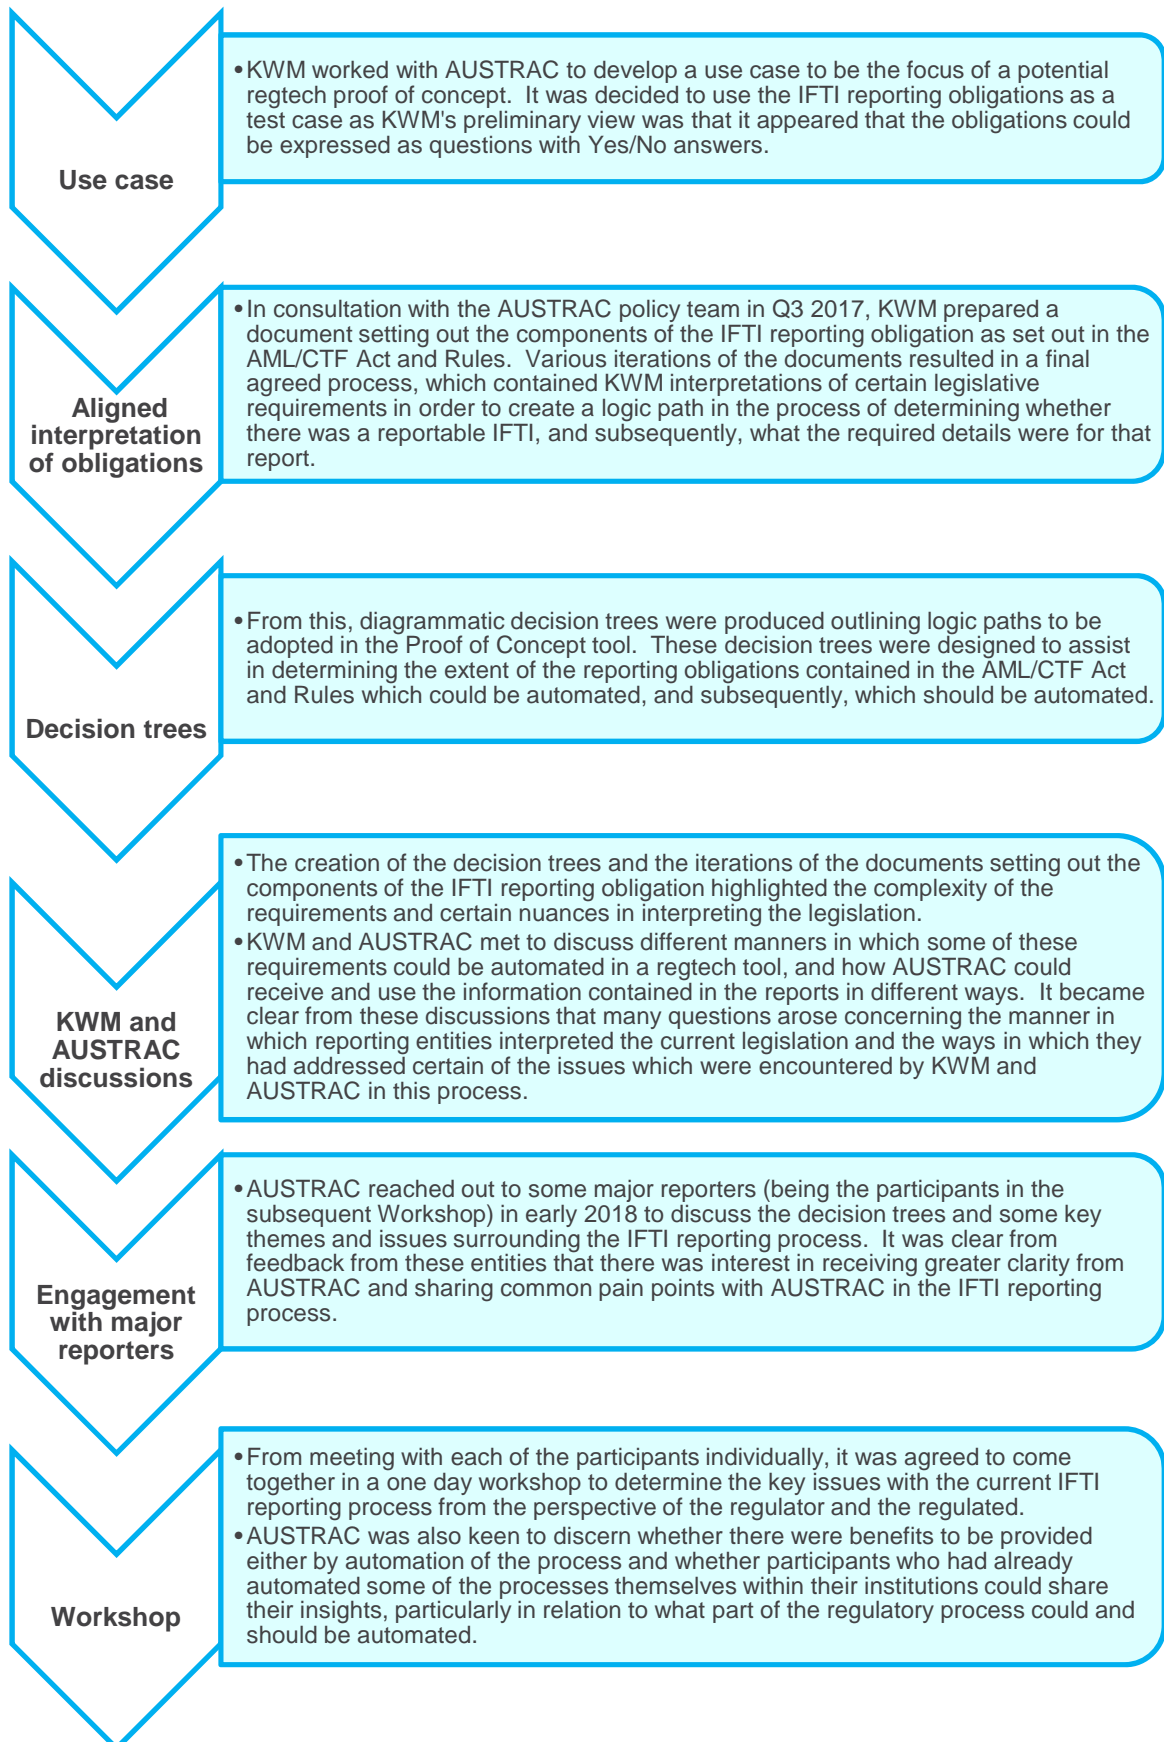 Use case
•KWM worked with AUSTRAC to develop a use case to be the focus of a potential
regtech proof of concept.  It was decided to use the IFTI reporting obligations as a
test case as KWM's preliminary view was that it appeared that the obligations could
be expressed as questions with Yes/No answers.
Aligned
interpretation
of obligations
•In consultation with the AUSTRAC policy team in Q3 2017, KWM prepared a
document setting out the components of the IFTI reporting obligation as set out in the
AML/CTF Act and Rules.  Various iterations of the documents resulted in a final
agreed process, which contained KWM interpretations of certain legislative
requirements in order to create a logic path in the process of determining whether
there was a reportable IFTI, and subsequently, what the required details were for that
report.
Decision trees
•From this, diagrammatic decision trees were produced outlining logic paths to be
adopted in the Proof of Concept tool.  These decision trees were designed to assist
in determining the extent of the reporting obligations contained in the AML/CTF Act
and Rules which could be automated, and subsequently, which should be automated.
KWM and
AUSTRAC
discussions
•The creation of the decision trees and the iterations of the documents setting out the
components of the IFTI reporting obligation highlighted the complexity of the
requirements and certain nuances in interpreting the legislation.
•KWM and AUSTRAC met to discuss different manners in which some of these
requirements could be automated in a regtech tool, and how AUSTRAC could
receive and use the information contained in the reports in different ways.  It became
clear from these discussions that many questions arose concerning the manner in
which reporting entities interpreted the current legislation and the ways in which they
had addressed certain of the issues which were encountered by KWM and
AUSTRAC in this process.
Engagement
with major
reporters
•AUSTRAC reached out to some major reporters (being the participants in the
subsequent Workshop) in early 2018 to discuss the decision trees and some key
themes and issues surrounding the IFTI reporting process.  It was clear from
feedback from these entities that there was interest in receiving greater clarity from
AUSTRAC and sharing common pain points with AUSTRAC in the IFTI reporting
process.
Workshop
•From meeting with each of the participants individually, it was agreed to come
together in a one day workshop to determine the key issues with the current IFTI
reporting process from the perspective of the regulator and the regulated.
•AUSTRAC was also keen to discern whether there were benefits to be provided
either by automation of the process and whether participants who had already
automated some of the processes themselves within their institutions could share
their insights, particularly in relation to what part of the regulatory process could and
should be automated.